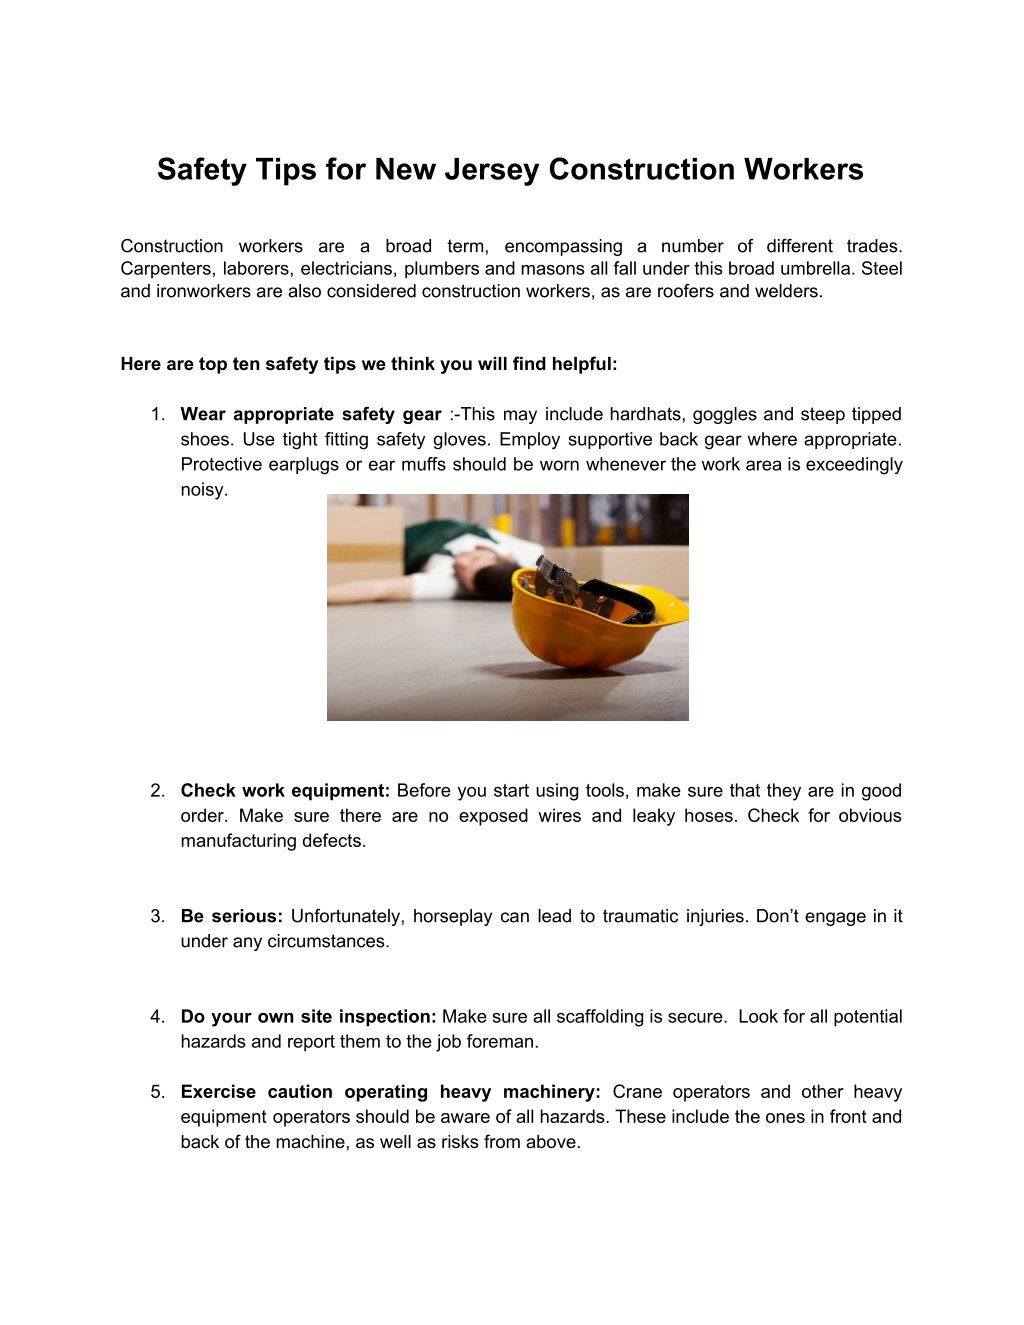 Safety Tips for New Jersey Construction Workers
Construction workers are a broad term, encompassing a number of different trades.
Carpenters, laborers, electricians, plumbers and masons all fall under this broad umbrella. Steel
and ironworkers are also considered construction workers, as are roofers and welders.
Here are top ten safety tips we think you will find helpful:
1. Wear appropriate safety gear :-This may include hardhats, goggles and steep tipped
shoes. Use tight fitting safety gloves. Employ supportive back gear where appropriate.
Protective earplugs or ear muffs should be worn whenever the work area is exceedingly
noisy.
2. Check work equipment: Before you start using tools, make sure that they are in good
order. Make sure there are no exposed wires and leaky hoses. Check for obvious
manufacturing defects.
3. Be serious: Unfortunately, horseplay can lead to traumatic injuries. Don’t engage in it
under any circumstances.
4. Do your own site inspection: Make sure all scaffolding is secure.  Look for all potential
hazards and report them to the job foreman.
5. Exercise caution operating heavy machinery: Crane operators and other heavy
equipment operators should be aware of all hazards. These include the ones in front and
back of the machine, as well as risks from above.